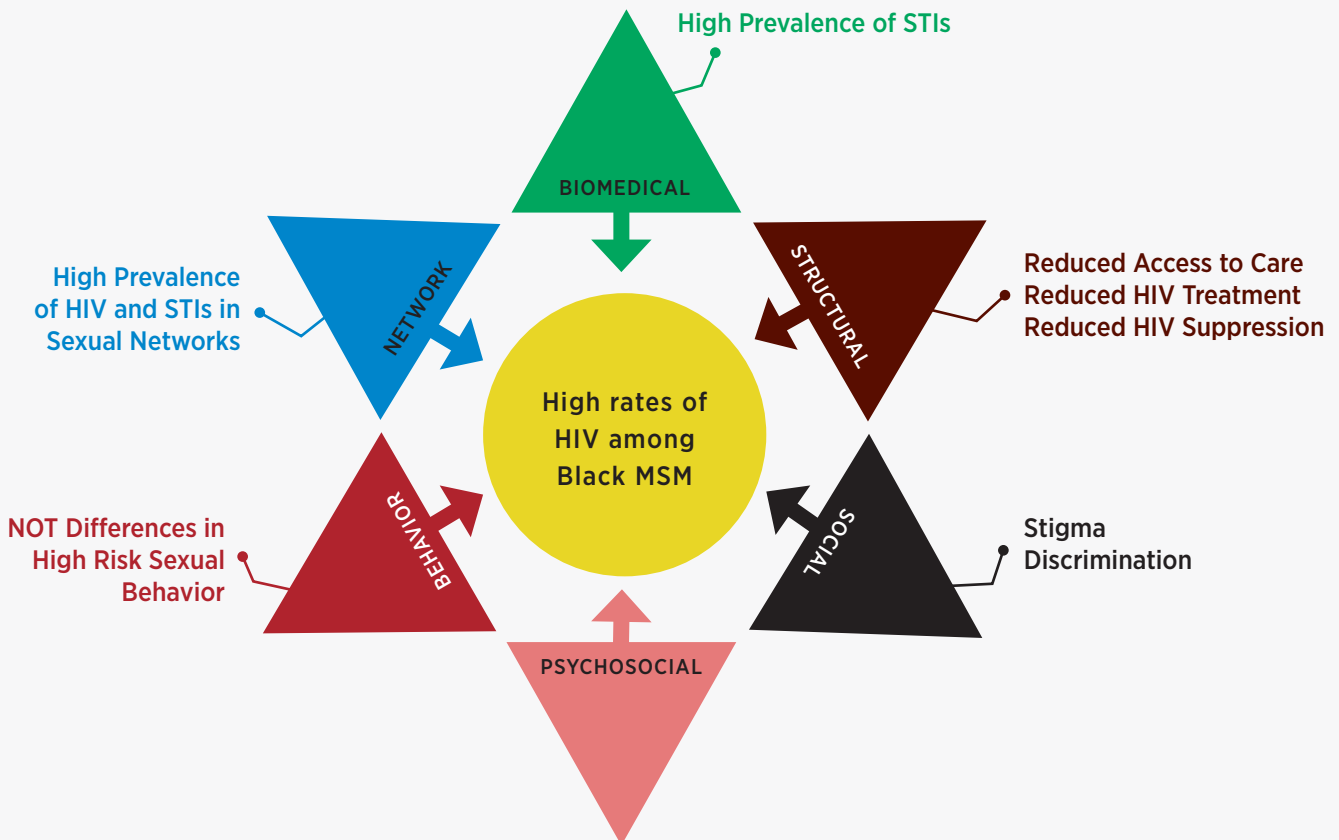 High Prevalence of STIs
BIOMEDICAL
High Prevalence
of HIV and STIs in
Sexual Networks
NETWORK
STRUCTURAL
Reduced Access to Care
Reduced HIV Treatment
Reduced HIV Suppression
High rates of
HIV among
Black MSM
NOT Differences in
High Risk Sexual
Behavior
BEHAVIOR
SOCIAL
Stigma
Discrimination
PSYCHOSOCIAL